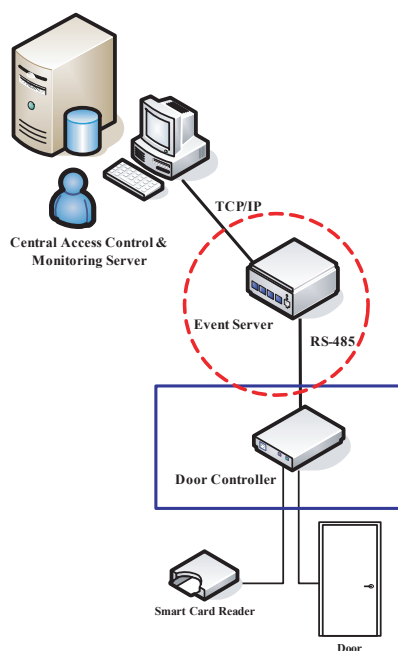 TCP/IP
Central Access Control &
Monitoring Server
Event Server
RS-485
Door Controller
Smart Card Reader
Door